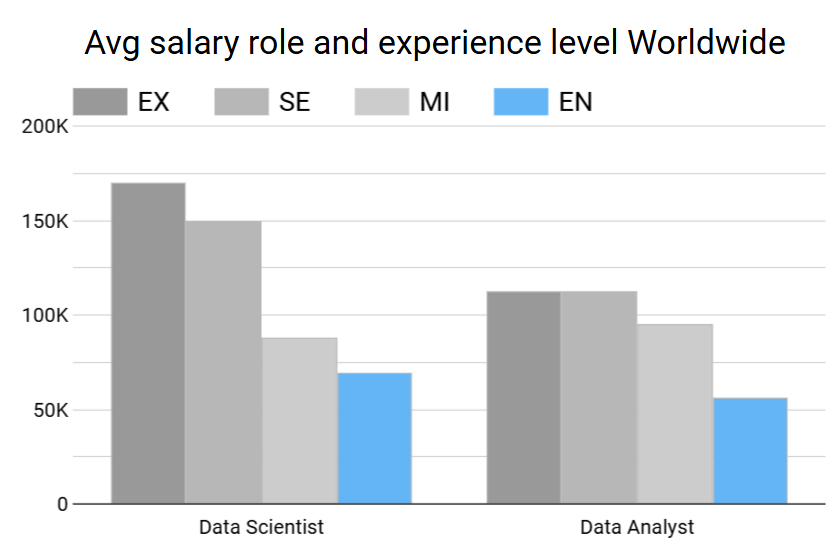 Avg salary role and experience level Worldwide
EX SE MI EN
200K
150K
100K
50K
0
Data Scientist Data Analyst